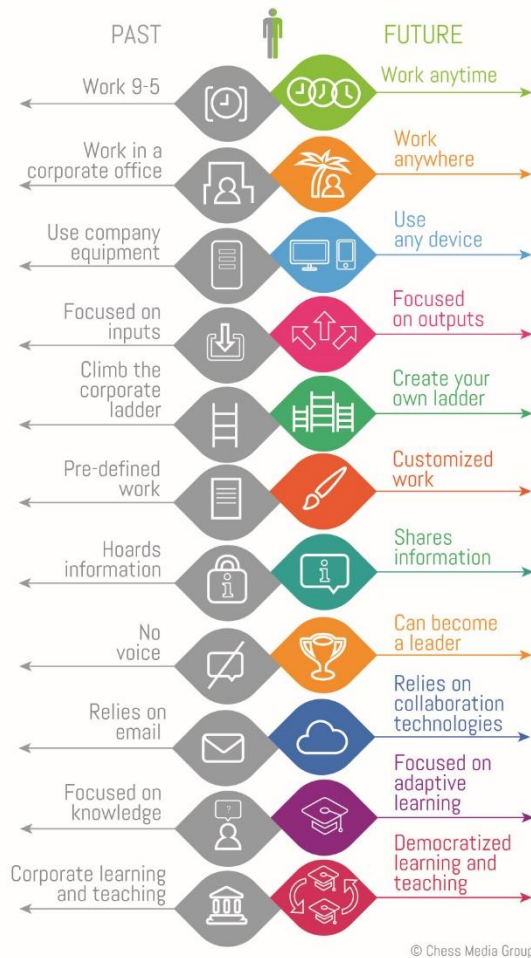 PAST
FUTURE
Work 9-5
Work anytime
Work in a
corporate office
Work
anywhere
Use company
equipment
Use
any device
Focused on
inputs
Focused
on outputs
Climb the
corporate
ladder
Create your
own ladder
Pre-defined
work
Customized
work
Hoards
information
Shares
information
No
voice
Can become
a leader
Relies on
email
Relies on
collaboration
technologies
Focused on
knowledge
Focused on
adaptive
learning
Corporate learning
and teaching
Democratized
learning and
teaching
© Chess Media Group